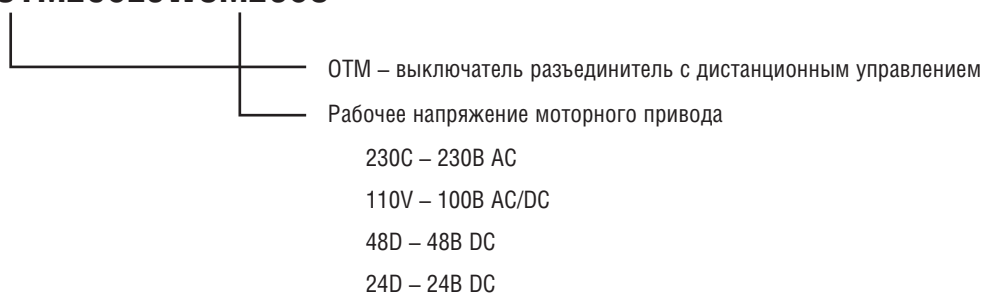 ОТМ – выключатель разъединитель с дистанционным управлением
Рабочее напряжение моторного привода
230С – 230В АС
110V – 100В AC/DC
48D – 48В DC
24D – 24В DC